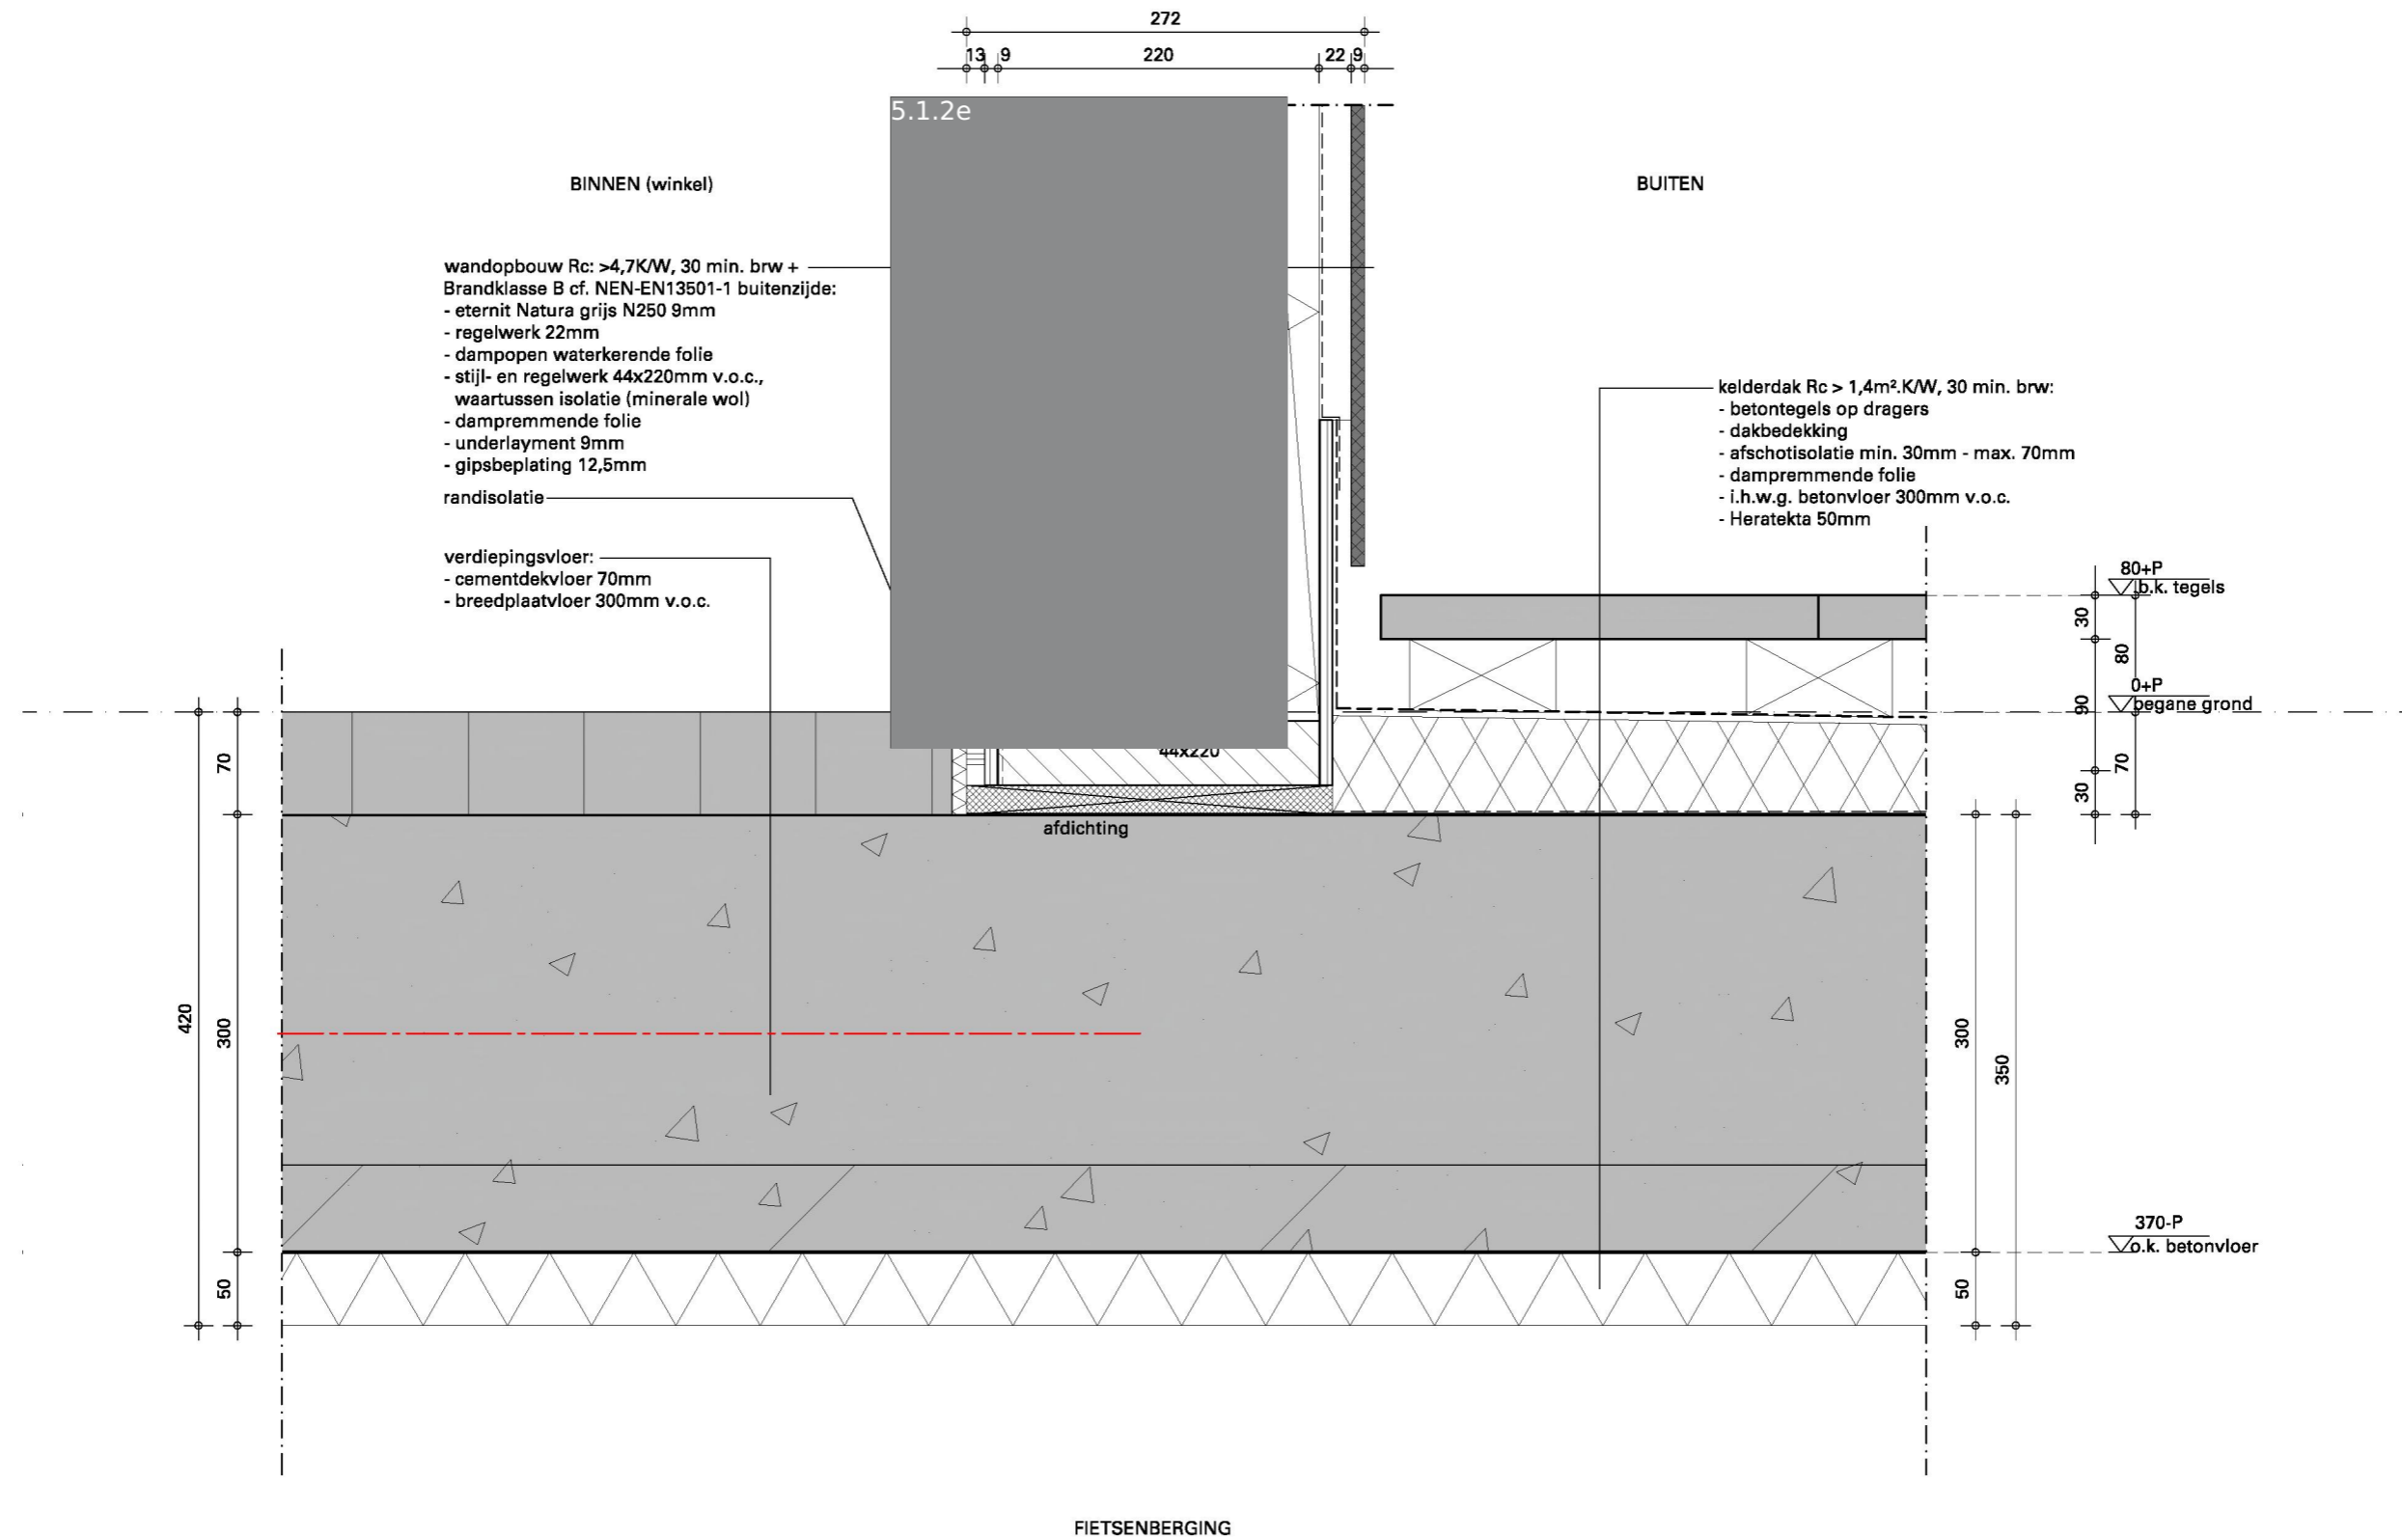 272
13 9 220 22 9
5.1.2e
BINNEN (winkel)
BUITEN
wandopbouw Rc: >4,7K/W, 30 min. brw +
Brandklasse B cf. NEN-EN13501-1 buitenzijde:
- eternit Natura grijs N250 9mm
- regelwerk 22mm
- dampopen waterkerende folie
- stijl- en regelwerk 44x220mm v.o.c.,
waartussen isolatie (minerale wol)
- dampremmende folie
- underlayment 9mm
- gipsbeplating 12,5mm
randisolatie
verdiepingsvloer:
- cementdekvloer 70mm
- breedplaatvloer 300mm v.o.c.
kelderdak Rc > 1,4m².K/W, 30 min. brw:
- betontegels op dragers
- dakbedekking
- afschotisolatie min. 30mm - max. 70mm
- dampremmende folie
- i.h.w.g. betonvloer 300mm v.o.c.
- Heratekta 50mm
80+P
b.k. tegels
30
80
0+P
begane grond
90
70
30
70
44x220
afdichting
420
300
50
300
350
50
370-P
o.k. betonvloer
FIETSENBERGING